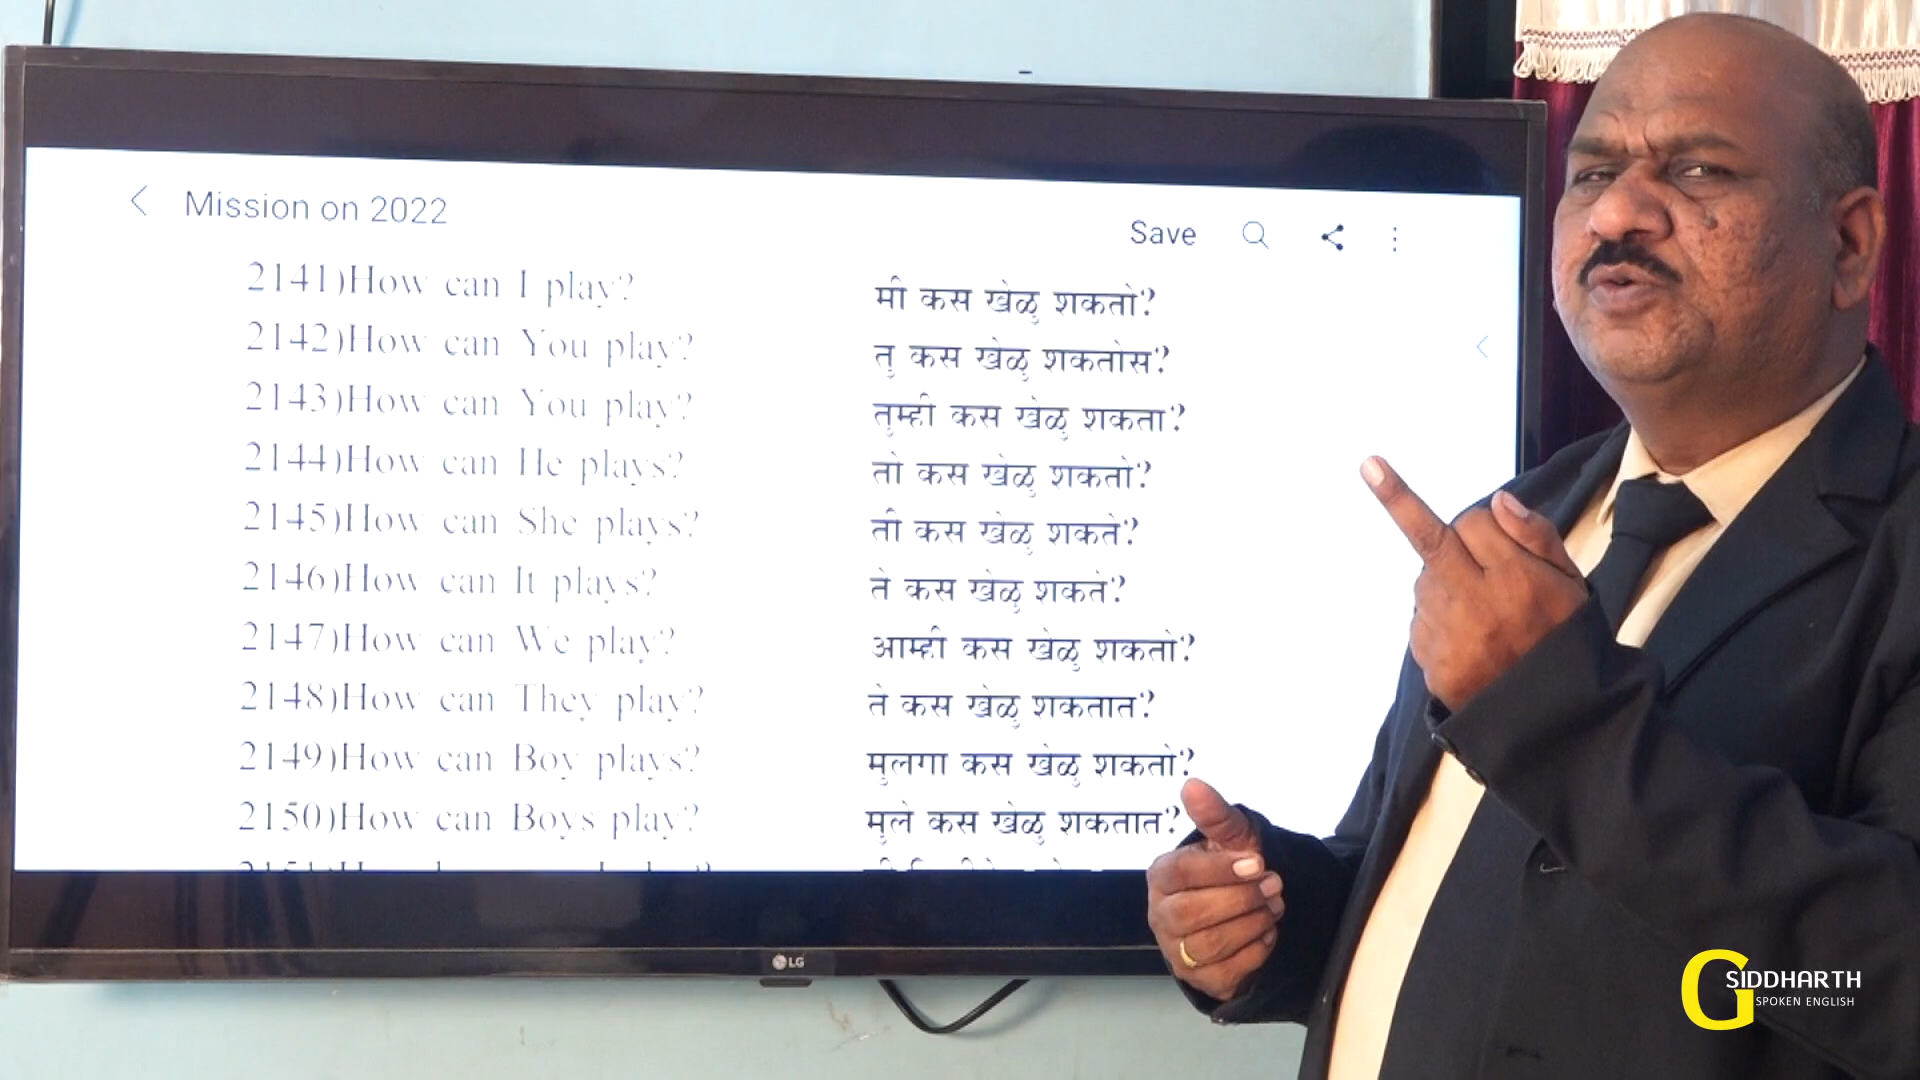 Mission on 2022
Save
2141)How can I play? मी कस खेळु शकतो?
2142)How can You play? तु कस खेळु शकतोस?
2143)How can You play? तुम्ही कस खेळु शकता?
2144)How can He plays? तो कस खेळु शकतो?
2145)How can She plays? ती कस खेळु शकते?
2146)How can It plays? ते कस खेळु शकते?
2147)How can We play? आम्ही कस खेळु शकतो?
2148)How can They play? ते कस खेळु शकतात?
2149)How can Boy plays? मुलगा कस खेळु शकतो?
2150)How can Boys play? मुले कस खेळु शकतात?
LG
G SIDDHARTH
SPOKEN ENGLISH